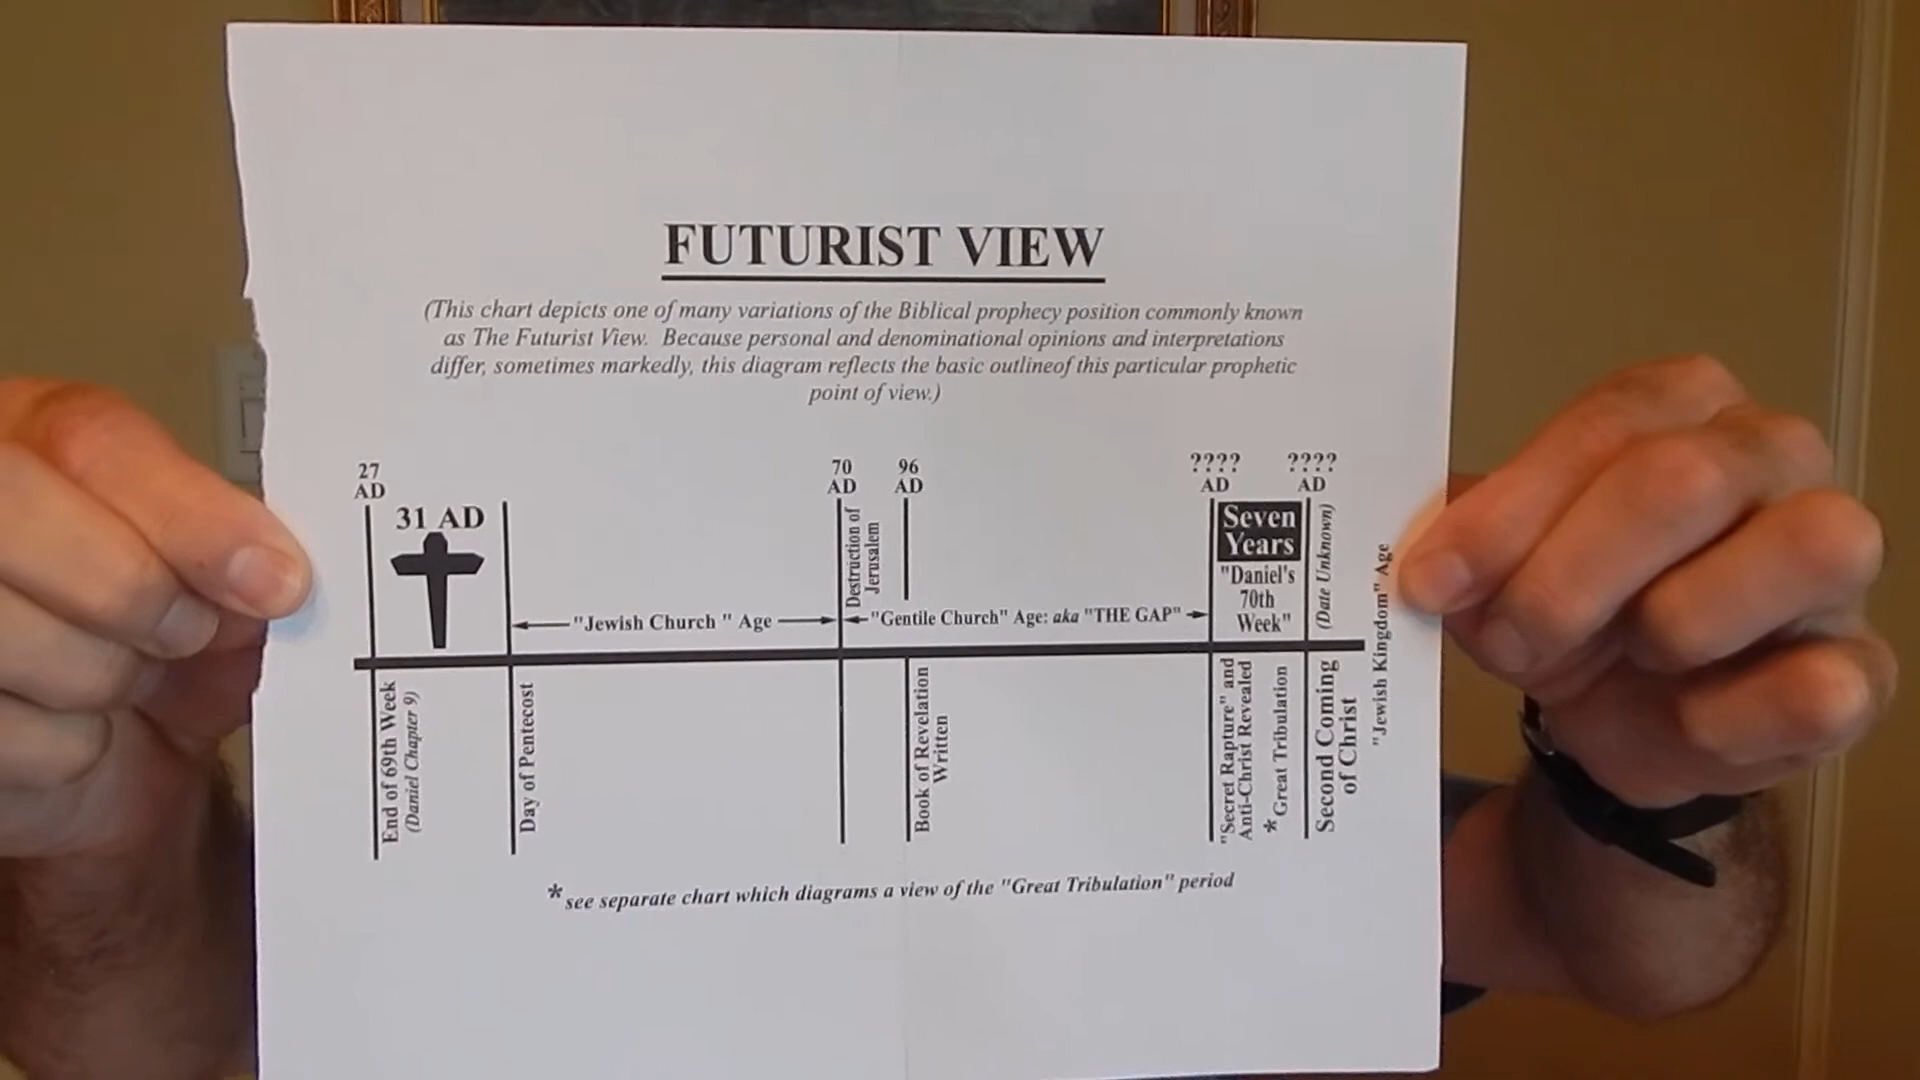 FUTURIST VIEW
(This chart depicts one of many variations of the Biblical prophecy position commonly known
as The Futurist View. Because personal and denominational opinions and interpretations
differ, sometimes markedly, this diagram reflects the basic outlineof this particular prophetic
point of view.)
27
AD
31 AD
70
AD
96
AD
????
AD
????
AD
Destruction of
Jerusalem
Seven
Years
"Daniel's
70th
Week"
(Date Unknown)
"Jewish Kingdom" Age
"Jewish Church " Age
"Gentile Church" Age: aka "THE GAP"
End of 69th Week
(Daniel Chapter 9)
Day of Pentecost
Book of Revelation
Written
"Secret Rapture" and
Anti-Christ Revealed
* Great Tribulation
Second Coming
of Christ
* see separate chart which diagrams a view of the "Great Tribulation" period